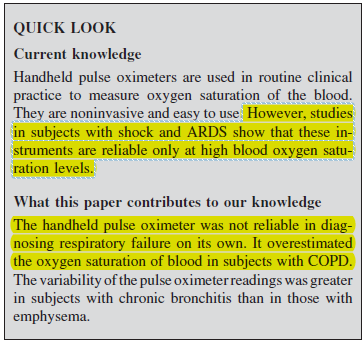 QUICK LOOK
Current knowledge
Handheld pulse oximeters are used in routine clinical
practice to measure oxygen saturation of the blood.
They are noninvasive and easy to use. However, studies
in subjects with shock and ARDS show that these in-
struments are reliable only at high blood oxygen satu-
ration levels.
What this paper contributes to our knowledge
The handheld pulse oximeter was not reliable in diag-
nosing respiratory failure on its own. It overestimated
the oxygen saturation of blood in subjects with COPD.
The variability of the pulse oximeter readings was greater
in subjects with chronic bronchitis than in those with
emphysema.